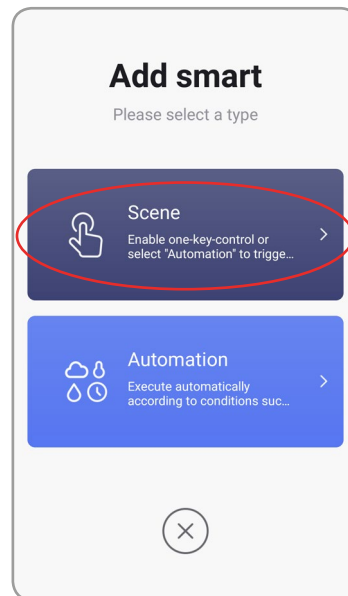 Add smart
Please select a type
Scene
Enable one-key-control or
select "Automation" to trigge...
Automation
Execute automatically
according to conditions suc...